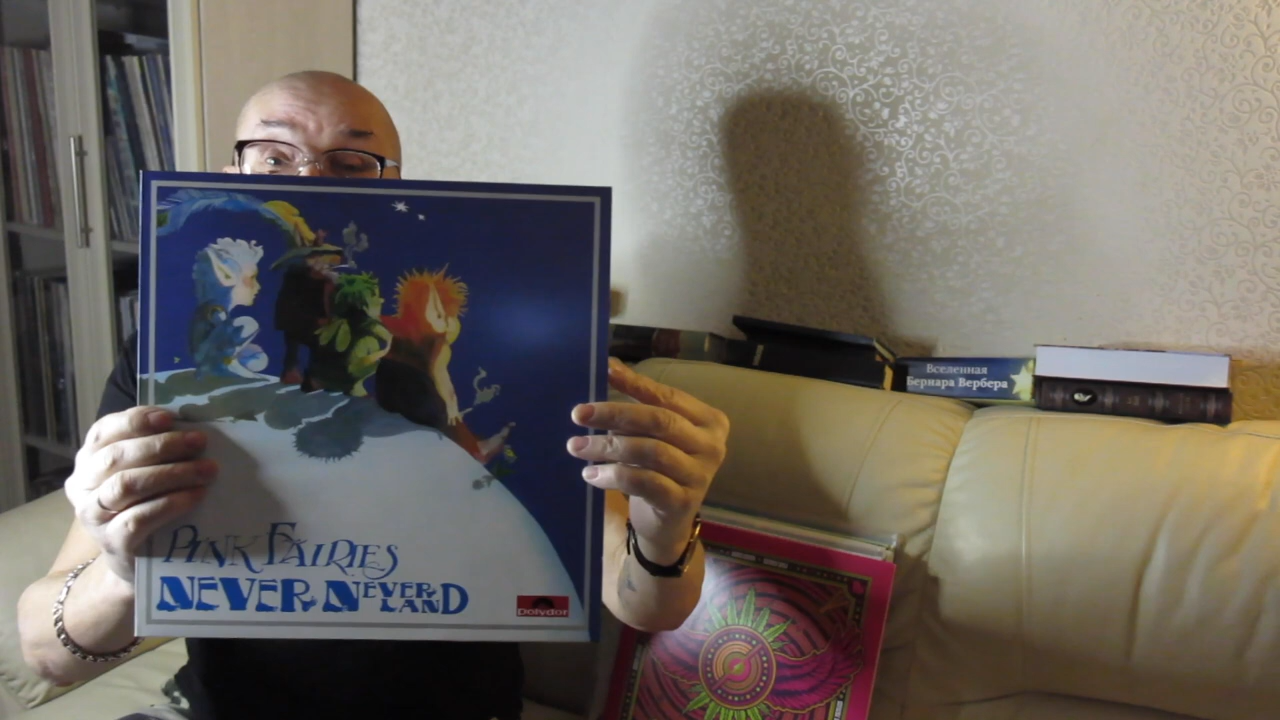 PINK FAIRIES
NEVER NEVER LAND
Polydor
Вселенная
Бернара Вербера